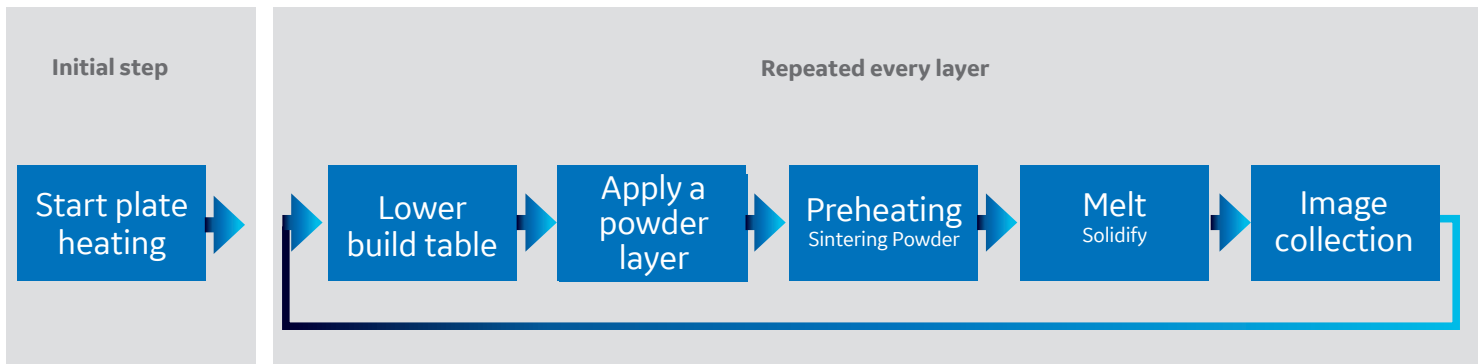 Initial step
Repeated every layer
Start plate
heating
Lower
build table
Apply a
powder
layer
Preheating
Sintering Powder
Melt
Solidify
Image
collection